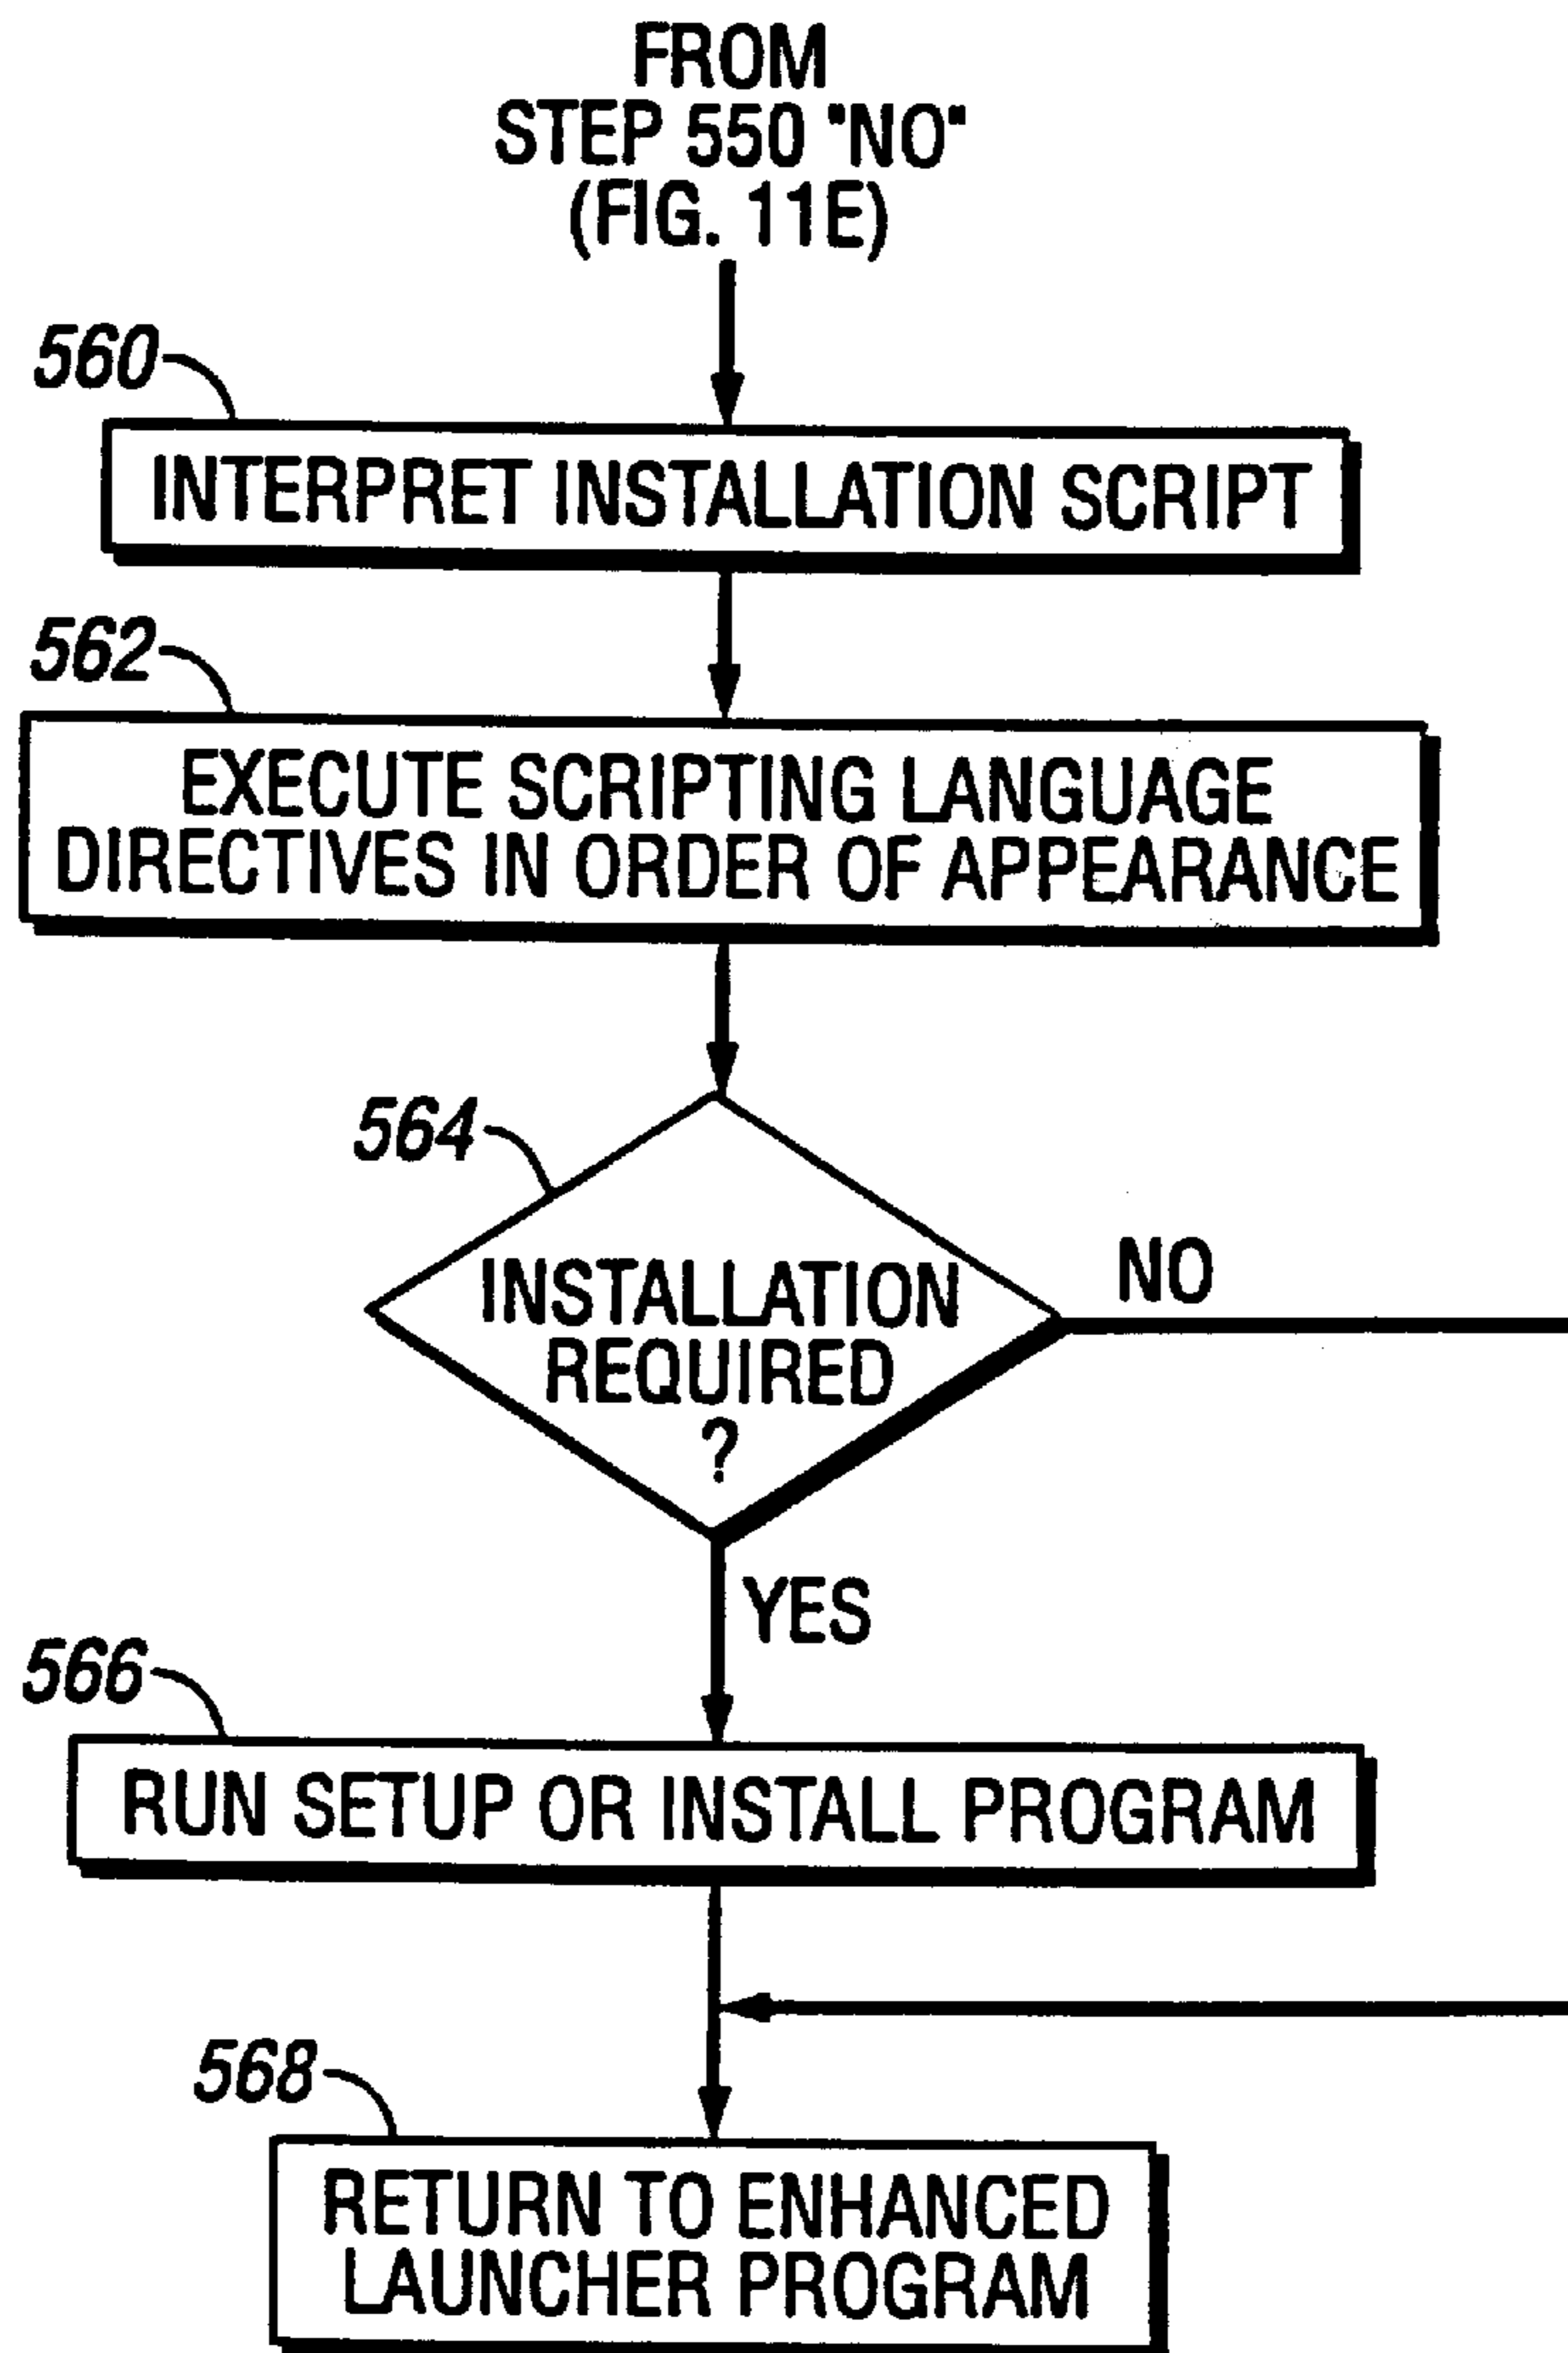 FROM
STEP 550 "NO"
(FIG. 11E)
560
INTERPRET INSTALLATION SCRIPT
562
EXECUTE SCRIPTING LANGUAGE
DIRECTIVES IN ORDER OF APPEARANCE
564
INSTALLATION
REQUIRED
?
NO
YES
566
RUN SETUP OR INSTALL PROGRAM
568
RETURN TO ENHANCED
LAUNCHER PROGRAM